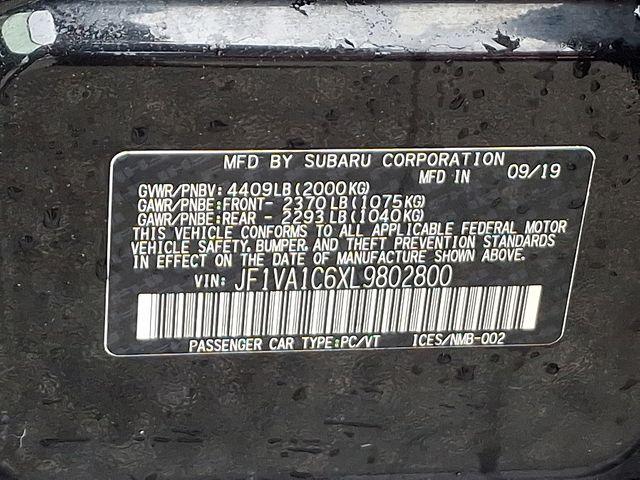 MFD BY SUBARU CORPORATION
MFD IN 09/19
GVWR/PNBV: 4409LB(2000KG)
GAWR/PNBE:FRONT- 2370LB(1075KG)
GAWR/PNBE:REAR - 2293LB(1040KG)
THIS VEHICLE CONFORMS TO ALL APPLICABLE FEDERAL MOTOR
VEHICLE SAFETY, BUMPER, AND THEFT PREVENTION STANDARDS
IN EFFECT ON THE DATE OF MANUFACTURE SHOWN ABOVE.
VIN: JF1VA1C6XL9802800
PASSENGER CAR TYPE:PC/VT ICES/NMB-002